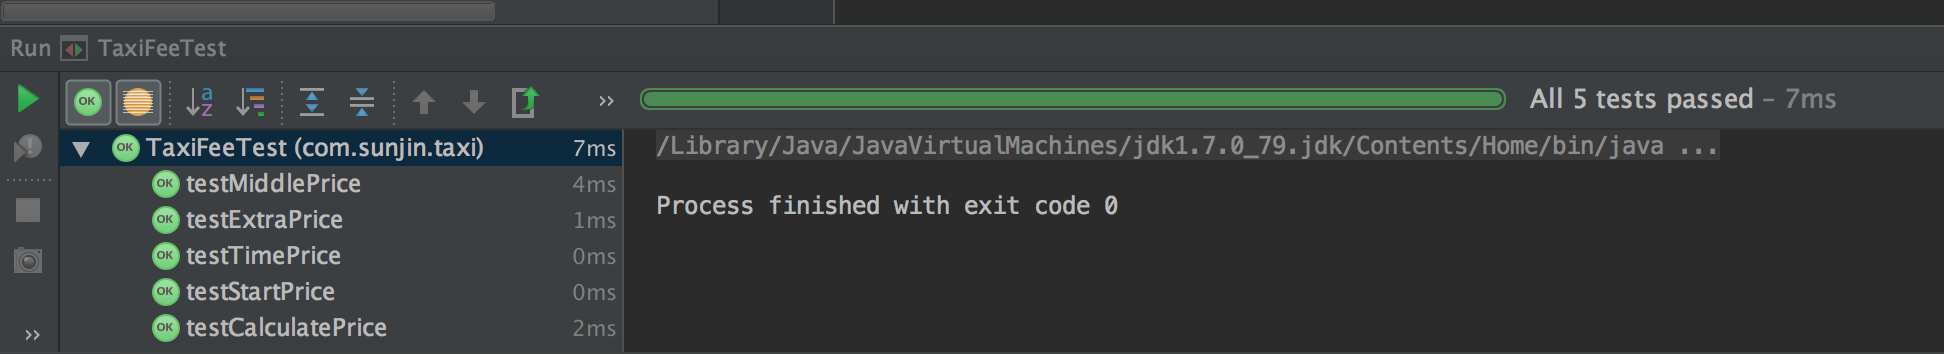 Run TaxiFeeTest
OK a z » All 5 tests passed – 7ms
OK TaxiFeeTest (com.sunjin.taxi) 7ms
OK testMiddlePrice 4ms
OK testExtraPrice 1ms
OK testTimePrice 0ms
OK testStartPrice 0ms
OK testCalculatePrice 2ms
»
/Library/Java/JavaVirtualMachines/jdk1.7.0_79.jdk/Contents/Home/bin/java ...
Process finished with exit code 0